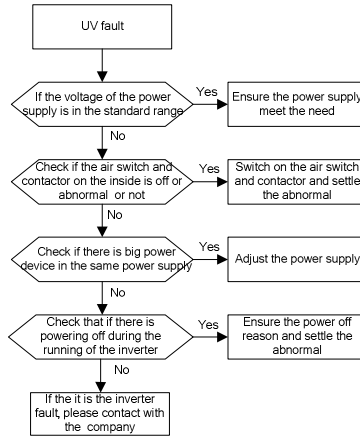 UV fault
If the voltage of the power
supply is in the standard range
Yes
Ensure the power supply
meet the need
No
Check if the air switch and
contactor on the inside is off or
abnormal or not
Yes
Switch on the air switch
and contactor and settle
the abnormal
No
Check if there is big power
device in the same power supply
Yes
Adjust the power supply
No
Check that if there is
powering off during the
running of the inverter
Yes
Ensure the power off
reason and settle the
abnormal
No
If the it is the inverter
fault, please contact with
the company